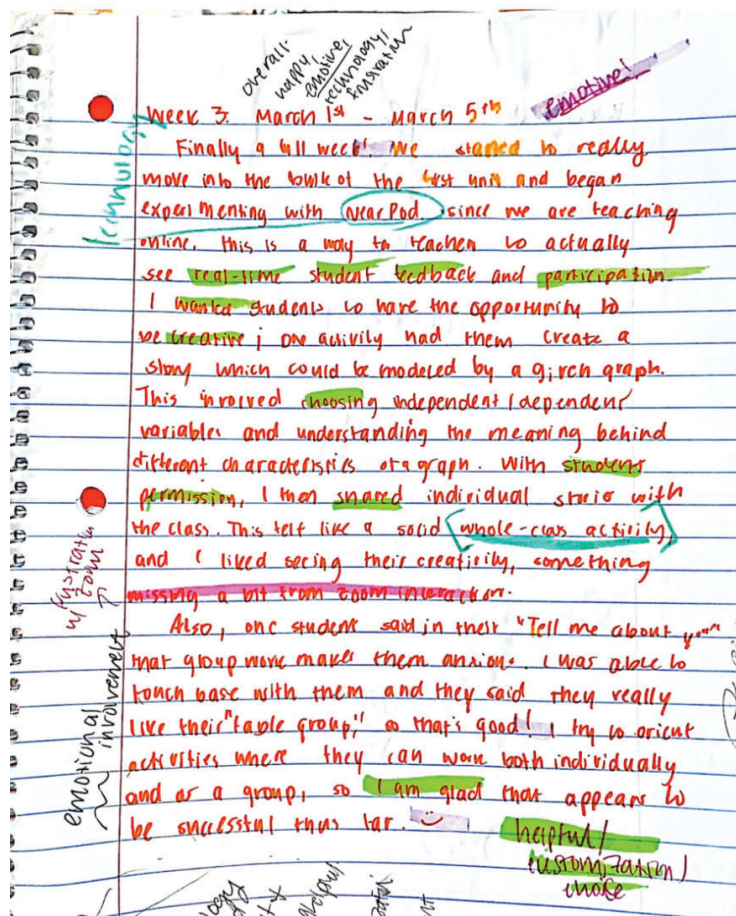 overall
happy,
emotive,
technology,
frustration
emotive!
Week 3: March 1st - March 5th
technology
Finally a full week! We started to really
move into the bulk of the first unit and began
experimenting with NearPod. Since we are teaching
online, this is a way to teachen to actually
see real-time student feedback and participation.
I wanted students to have the opportunity to
be creative; one activity had them create a
story which could be modeled by a given graph.
This involved choosing independent/dependent
variables and understanding the meaning behind
different characteristics of a graph. With students
permission, I then shared individual stories with
the class. This felt like a solid [whole-class activity],
and I liked seeing their creativity, something
missing a bit from zoom interaction.
w/ frustration
zoom
Also, one student said in their "Tell me about you"
that group work makes them anxious. I was able to
touch base with them and they said they really
like their "table group," so that's good! I try to orient
activities where they can work both individually
and as a group, so I am glad that appears to
be successful thus far.
emotional
involvement
helpful/
customization/
choice